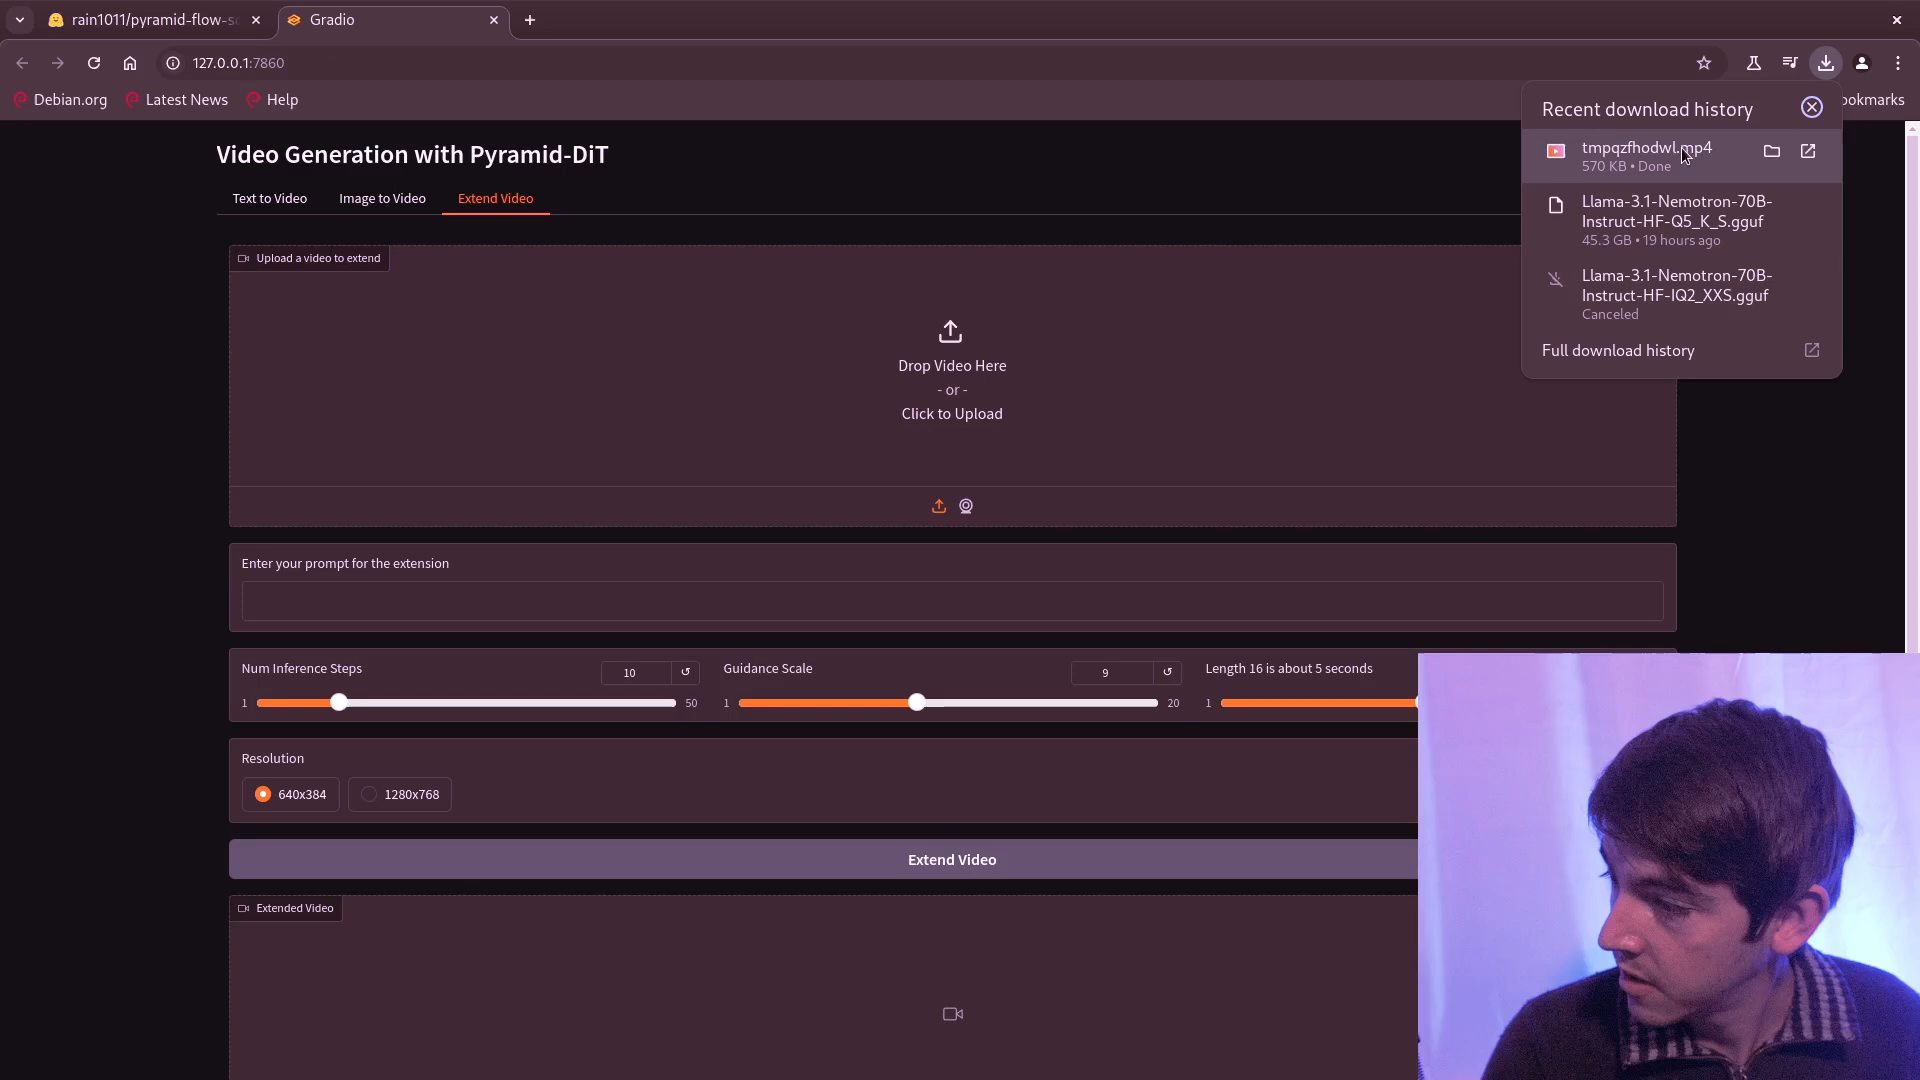 rain1011/pyramid-flow-s
Gradio
127.0.0.1:7860
Debian.org
Latest News
Help
ookmarks
Recent download history
tmpqzfhodwl.mp4
570 KB • Done
Llama-3.1-Nemotron-70B-
Instruct-HF-Q5_K_S.gguf
45.3 GB • 19 hours ago
Llama-3.1-Nemotron-70B-
Instruct-HF-IQ2_XXS.gguf
Canceled
Full download history
Video Generation with Pyramid-DiT
Text to Video
Image to Video
Extend Video
Upload a video to extend
Drop Video Here
- or -
Click to Upload
Enter your prompt for the extension
Num Inference Steps
10
1
50
Guidance Scale
9
1
20
Length 16 is about 5 seconds
1
Resolution
640x384
1280x768
Extend Video
Extended Video